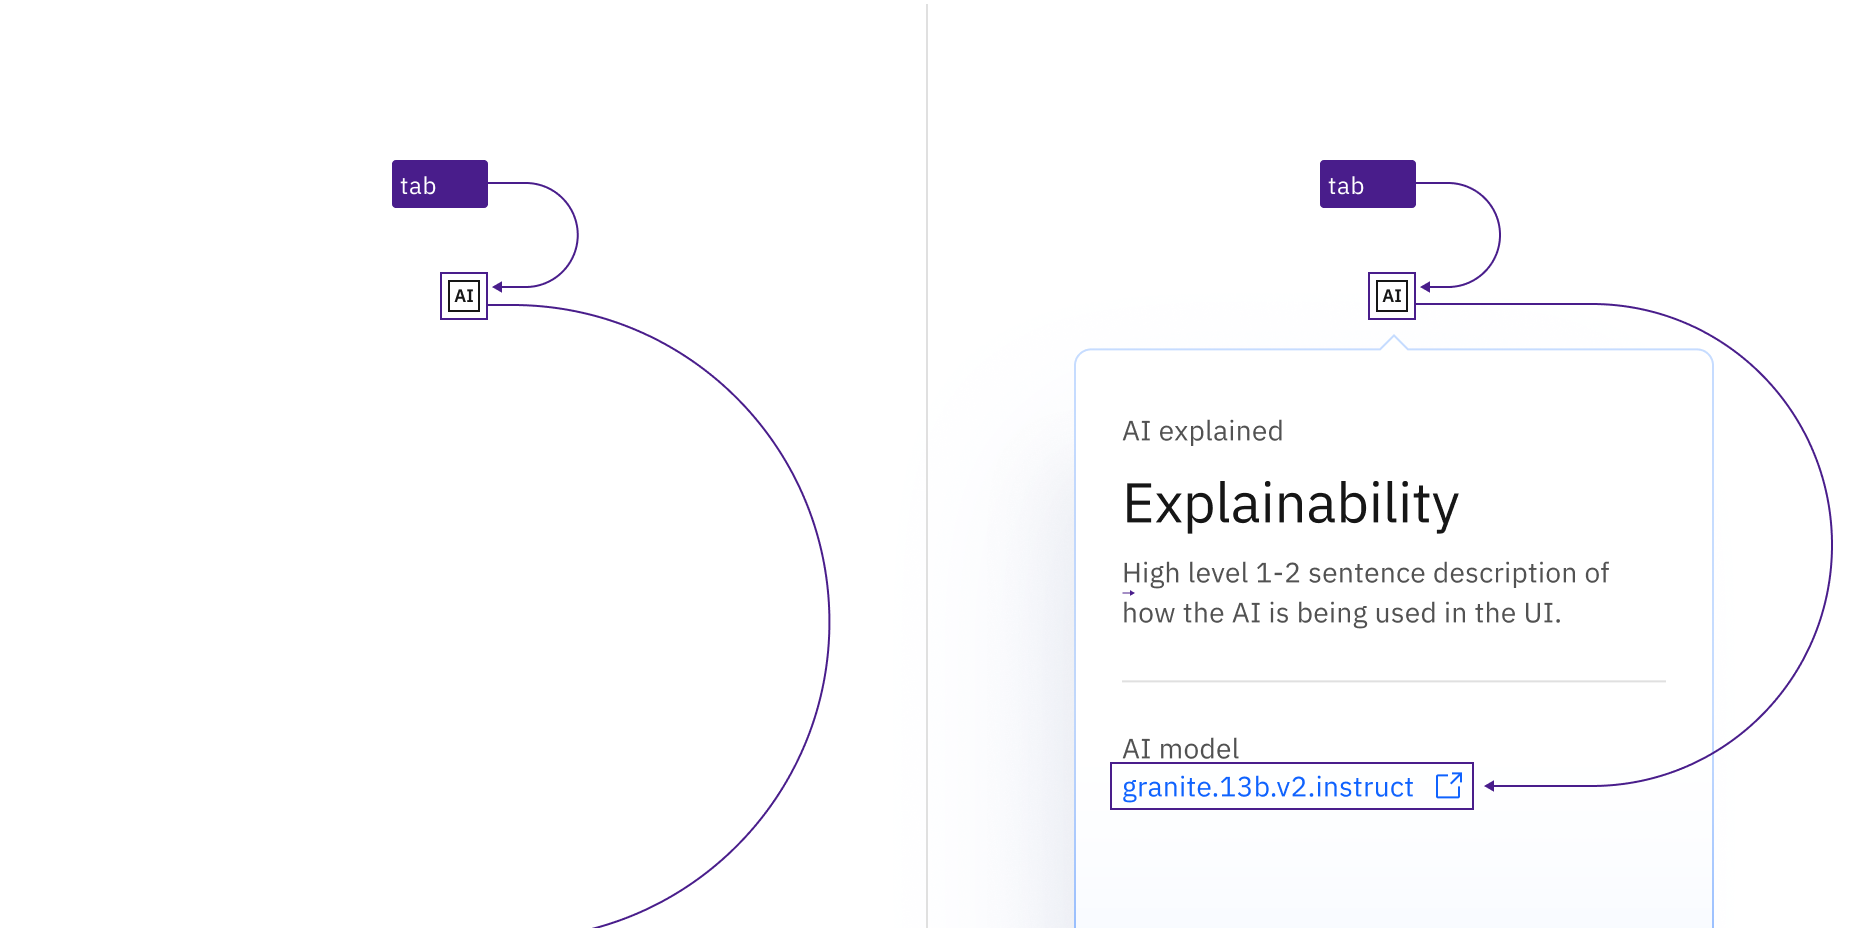 tab
AI
tab
AI
AI explained
Explainability
High level 1-2 sentence description of
how the AI is being used in the UI.
AI model
granite.13b.v2.instruct